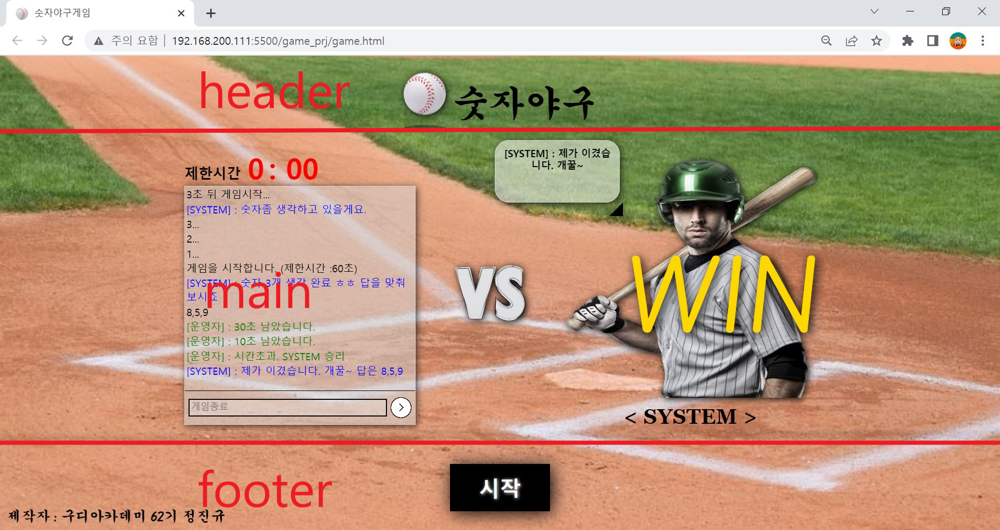 숫자야구게임
주의 요함 | 192.168.200.111:5500/game_prj/game.html
header
숫자야구
제한시간 0 : 00
3초 뒤 게임시작...
[SYSTEM] : 숫자좀 생각하고 있을게요.
3...
2...
1...
게임을 시작합니다. (제한시간 :60초)
[SYSTEM] : 숫자 3개 생각 완료 ㅎㅎ 답을 맞춰
보시죠
main
8,5,9
[운영자] : 30초 남았습니다.
[운영자] : 10초 남았습니다.
[운영자] : 시간초과. SYSTEM 승리
[SYSTEM] : 제가 이겼습니다. 개꿀~ 답은 8,5,9
게임종료
VS
[SYSTEM] : 제가 이겼습
니다. 개꿀~
WIN
< SYSTEM >
footer
시작
제작자 : 구디아카데미 62기 정진규